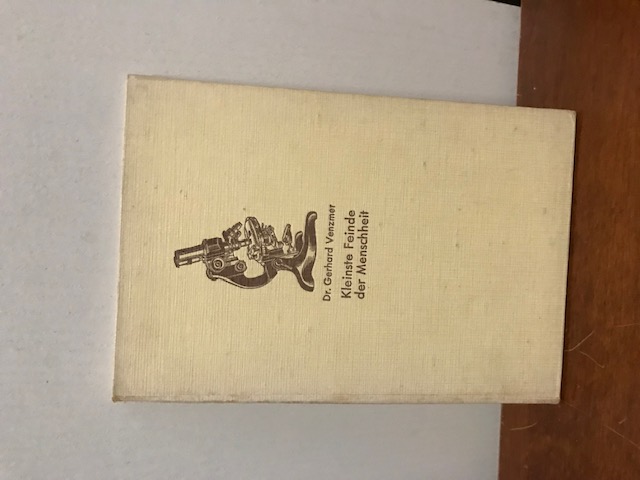 Dr. Gerhard Venzmer
Kleinste Feinde
der Menschheit